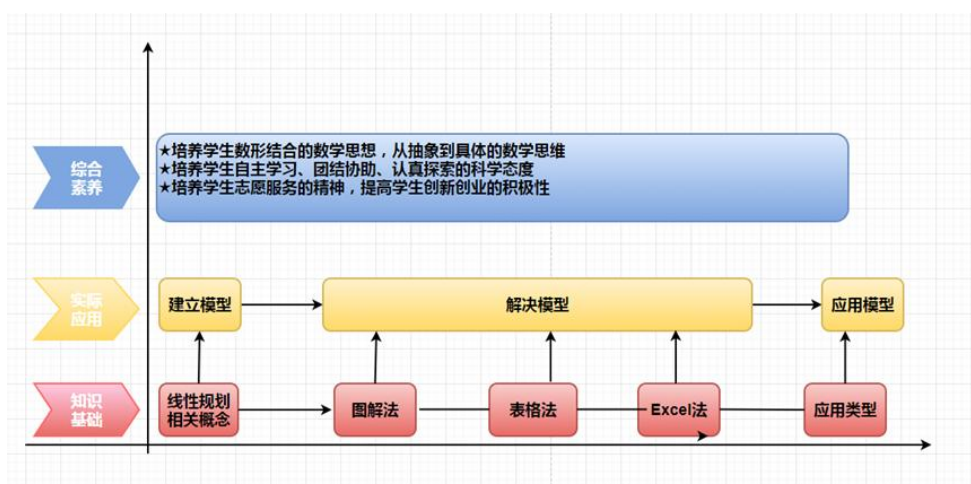 综合
素养
★培养学生数形结合的数学思想，从抽象到具体的数学思维
★培养学生自主学习、团结协助、认真探索的科学态度
★培养学生志愿服务的精神，提高学生创新创业的积极性
实际
应用
建立模型
解决模型
应用模型
知识
基础
线性规划
相关概念
图解法
表格法
Excel法
应用类型